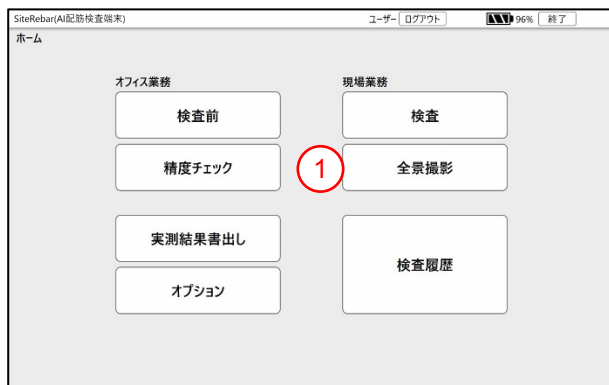 SiteRebar(AI配筋検査端末) ユーザー ログアウト 96% 終了
ホーム
オフィス業務 現場業務
検査前 検査
精度チェック 1 全景撮影
実測結果書出し
検査履歴
オプション